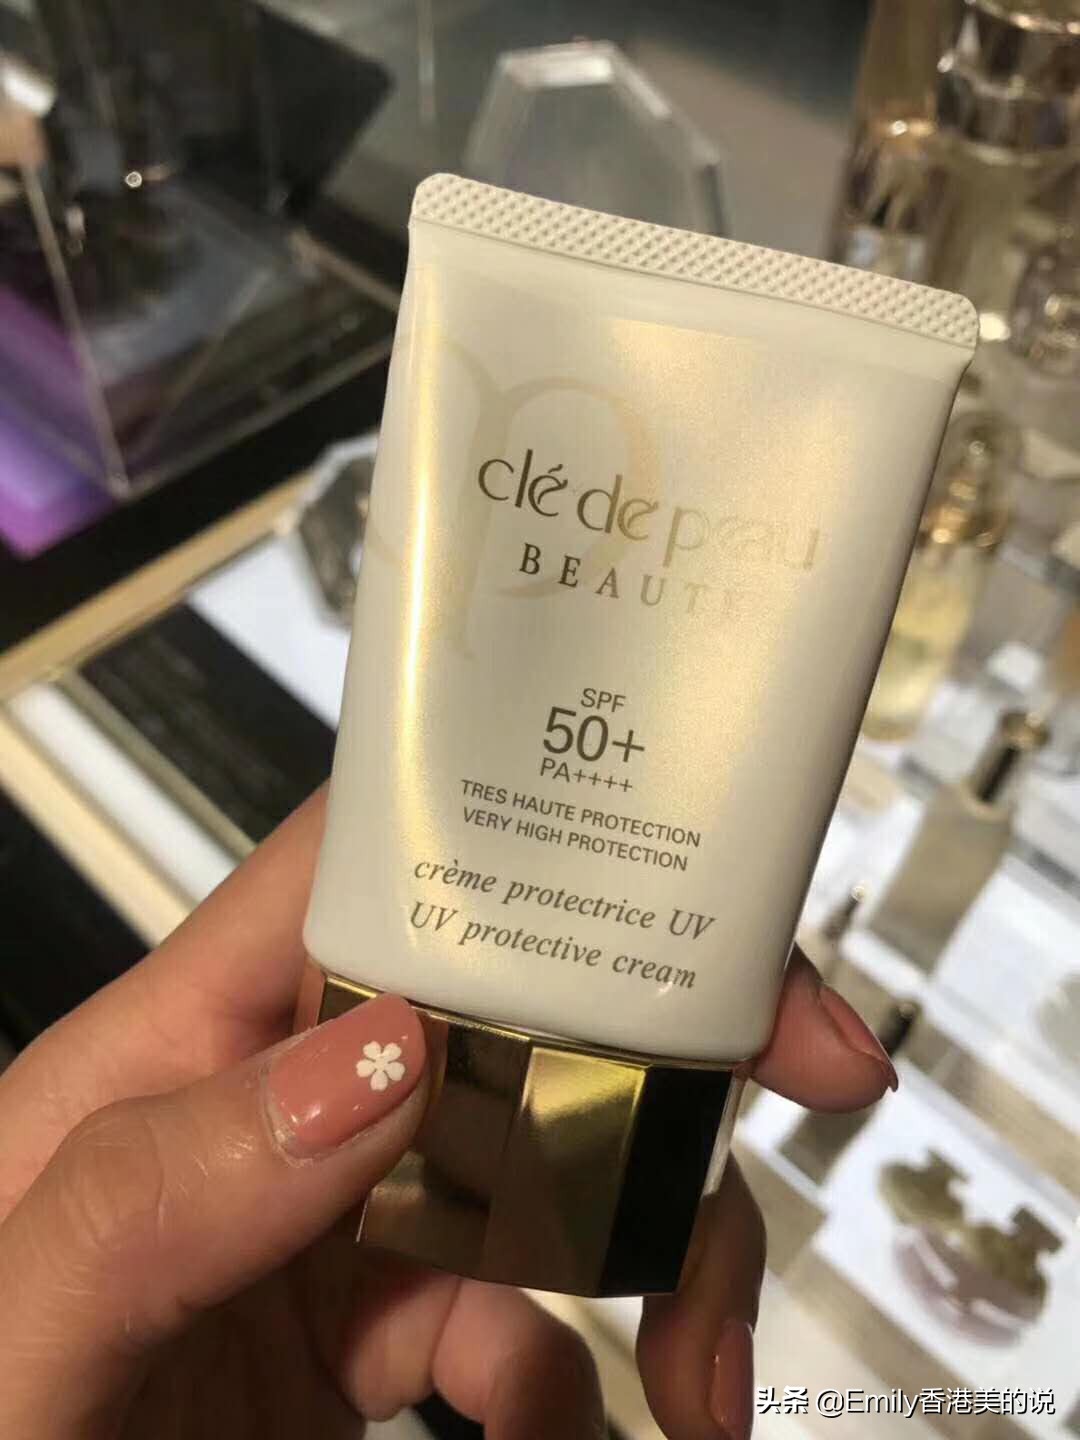 clé de peau
BEAUTY
SPF
50+
PA++++
TRES HAUTE PROTECTION
VERY HIGH PROTECTION
crème protectrice UV
UV protective cream
头条 @Emily香港美的说